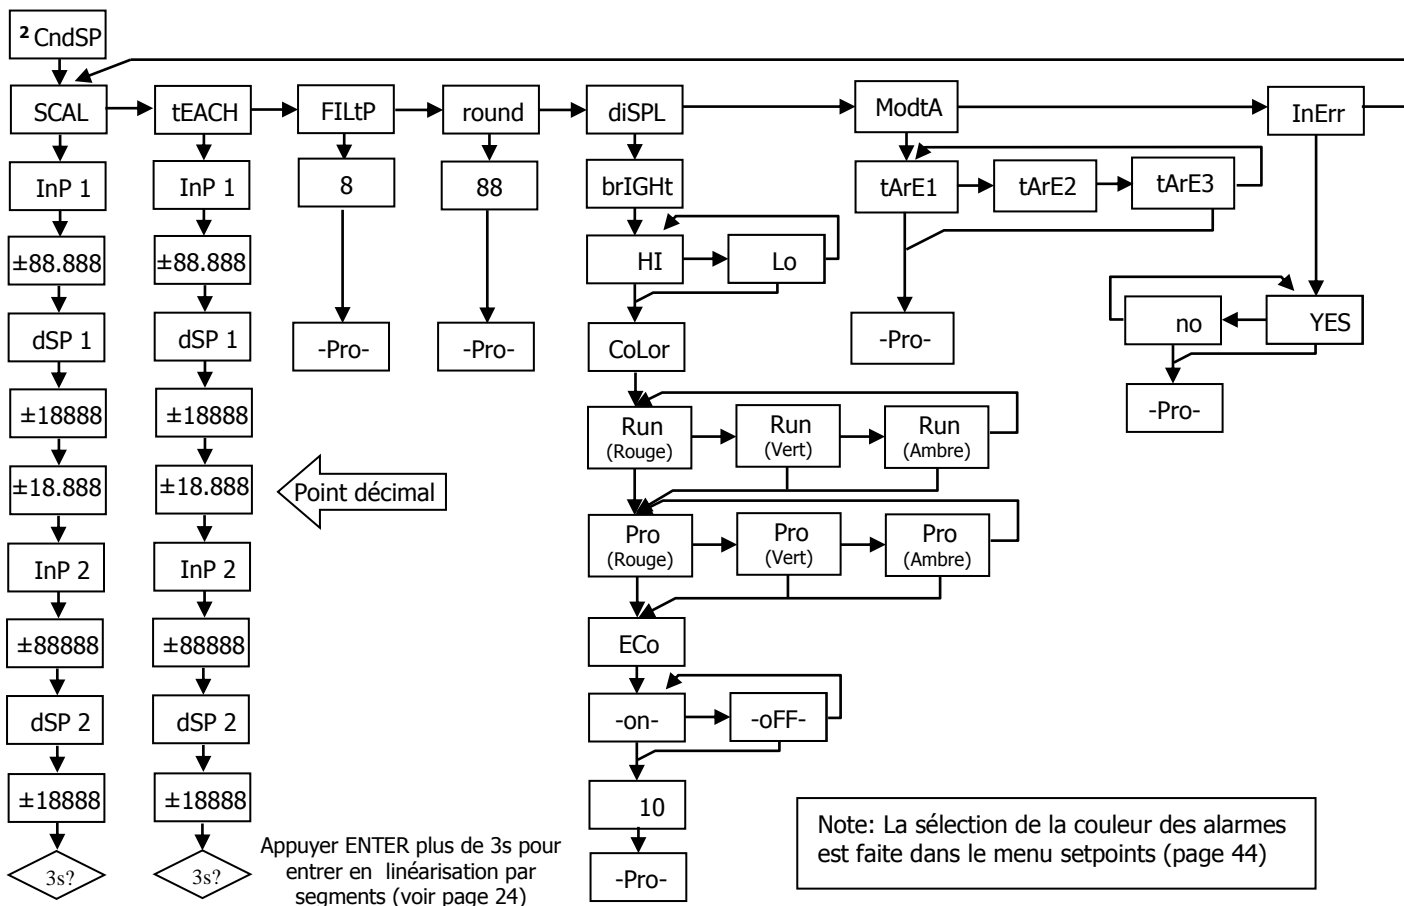 ² CndSP
SCAL
tEACH
FILtP
round
diSPL
ModtA
InErr
InP 1
±88.888
dSP 1
±18888
±18.888
InP 2
±88888
dSP 2
±18888
3s?
InP 1
±88.888
dSP 1
±18888
±18.888
InP 2
±88888
dSP 2
±18888
3s?
Point décimal
Appuyer ENTER plus de 3s pour
entrer en linéarisation par
segments (voir page 24)
8
-Pro-
88
-Pro-
brIGHt
HI
Lo
CoLor
Run
(Rouge)
Run
(Vert)
Run
(Ambre)
Pro
(Rouge)
Pro
(Vert)
Pro
(Ambre)
ECo
-on-
-oFF-
10
-Pro-
tArE1
tArE2
tArE3
-Pro-
no
YES
-Pro-
Note: La sélection de la couleur des alarmes
est faite dans le menu setpoints (page 44)